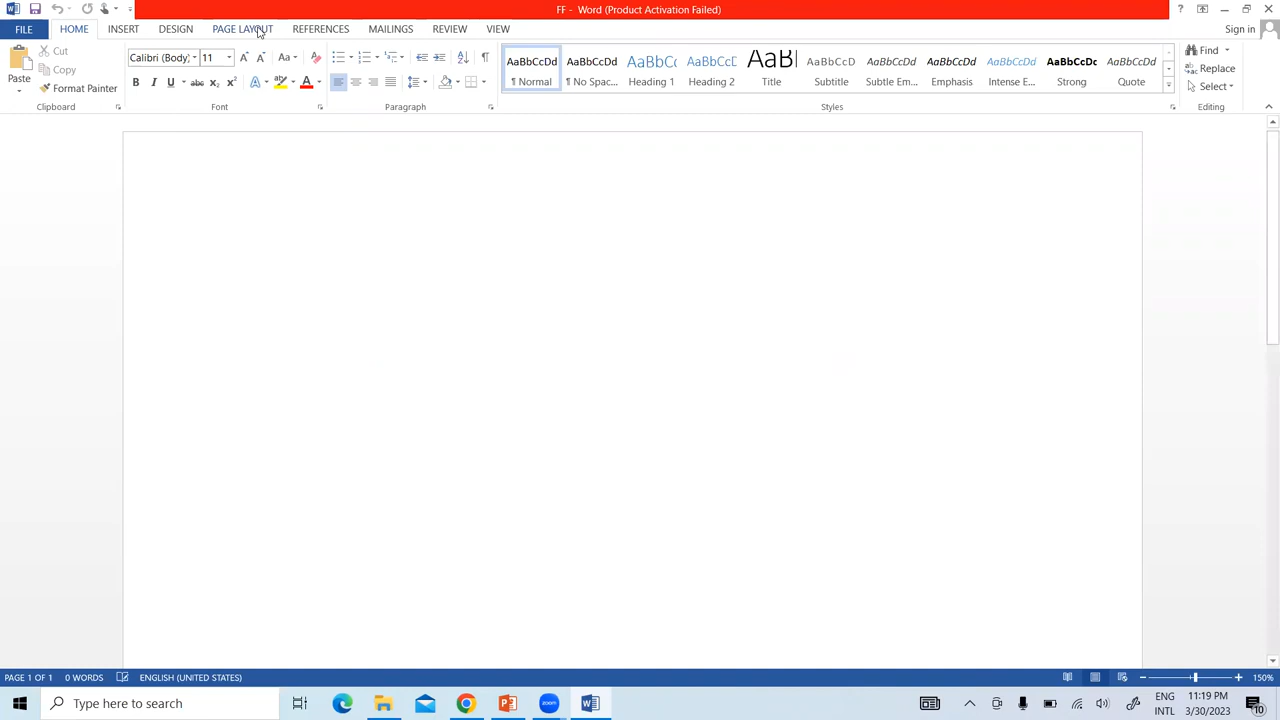 FF - Word (Product Activation Failed)
Sign in
FILE HOME INSERT DESIGN PAGE LAYOUT REFERENCES MAILINGS REVIEW VIEW
Paste
Cut
Copy
Format Painter
Clipboard
Calibri (Body) 11
Font
Paragraph
AaBbCcDd AaBbCcDd AaBbC( AaBbCcD AaB AaBbCcD AaBbCcDd AaBbCcDd AaBbCcDd AaBbCcDc AaBbCcDd
¶ Normal ¶ No Spac... Heading 1 Heading 2 Title Subtitle Subtle Em... Emphasis Intense E... Strong Quote
Styles
Find
Replace
Select
Editing
PAGE 1 OF 1 0 WORDS ENGLISH (UNITED STATES)
150%
Type here to search
zoom
ENG
INTL
11:19 PM
3/30/2023
10